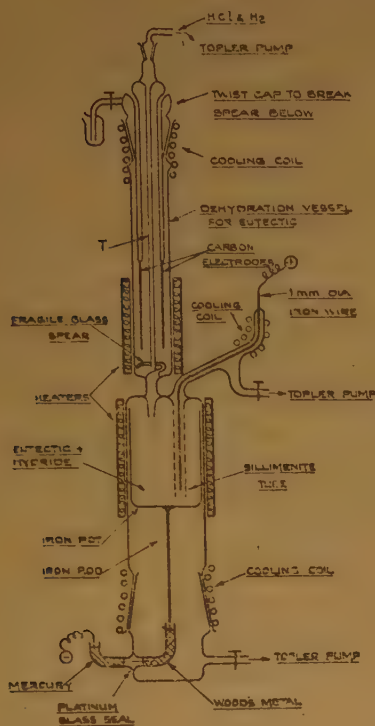 HCl & H2
TOPLER PUMP
TWIST CAP TO BREAK
SPEAR BELOW
COOLING COIL
DEHYDRATION VESSEL
FOR EUTECTIC
T
CARBON
ELECTRODES
+
COOLING
COIL
1 MM DIA
IRON WIRE
FRAGILE GLASS
SPEAR
HEATERS
TOPLER PUMP
EUTECTIC +
HYDRIDE
SILLIMENITE
TUBE
IRON POT
IRON ROD
COOLING COIL
TOPLER PUMP
MERCURY
WOODS METAL
PLATINUM
GLASS SEAL